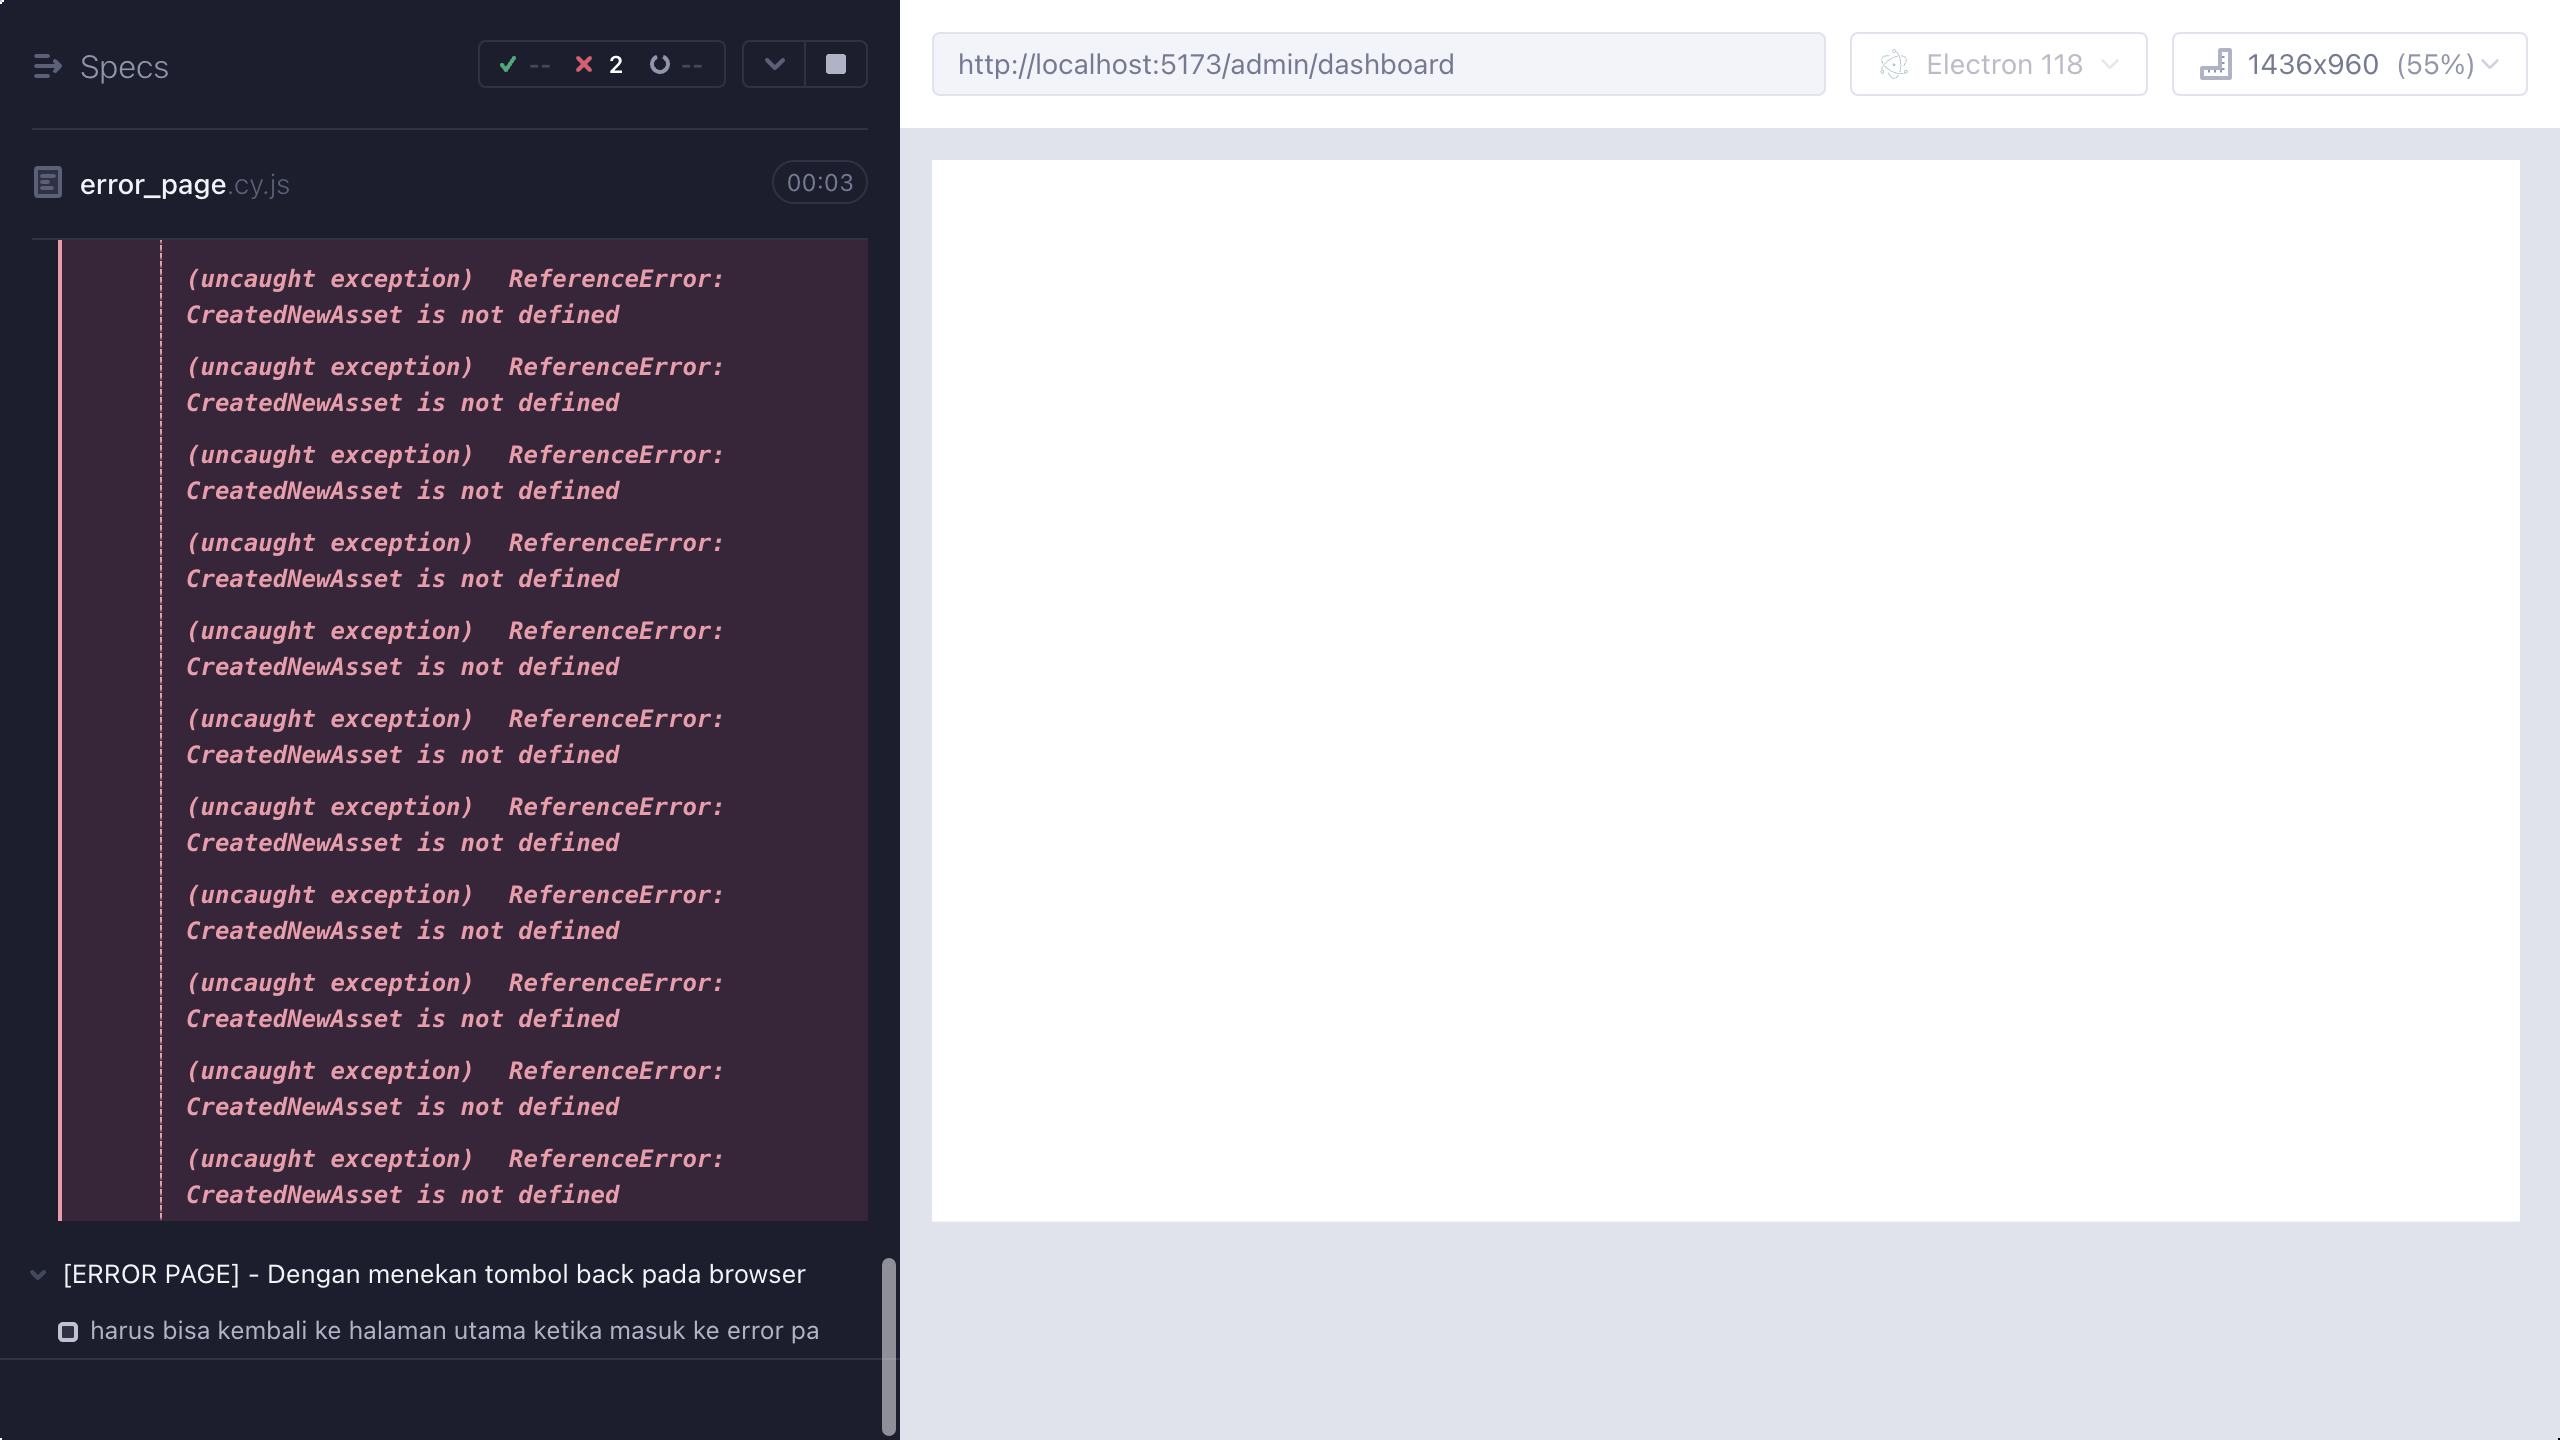 Specs
-- 2 --
http://localhost:5173/admin/dashboard
Electron 118
1436x960 (55%)
error_page.cy.js
00:03
(uncaught exception) ReferenceError:
CreatedNewAsset is not defined
(uncaught exception) ReferenceError:
CreatedNewAsset is not defined
(uncaught exception) ReferenceError:
CreatedNewAsset is not defined
(uncaught exception) ReferenceError:
CreatedNewAsset is not defined
(uncaught exception) ReferenceError:
CreatedNewAsset is not defined
(uncaught exception) ReferenceError:
CreatedNewAsset is not defined
(uncaught exception) ReferenceError:
CreatedNewAsset is not defined
(uncaught exception) ReferenceError:
CreatedNewAsset is not defined
(uncaught exception) ReferenceError:
CreatedNewAsset is not defined
(uncaught exception) ReferenceError:
CreatedNewAsset is not defined
(uncaught exception) ReferenceError:
CreatedNewAsset is not defined
[ERROR PAGE] - Dengan menekan tombol back pada browser
harus bisa kembali ke halaman utama ketika masuk ke error pa